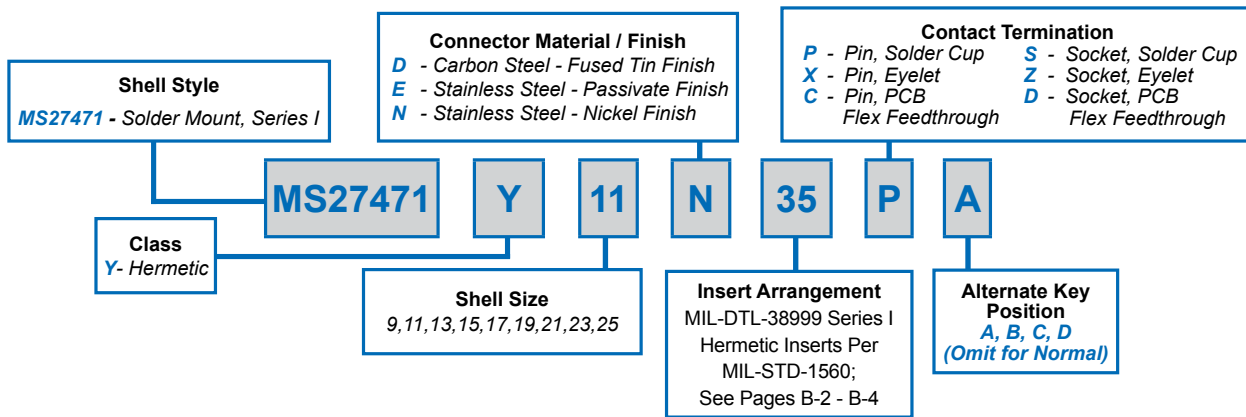 Shell Style
MS27471 - Solder Mount, Series I
Connector Material / Finish
D - Carbon Steel - Fused Tin Finish
E - Stainless Steel - Passivate Finish
N - Stainless Steel - Nickel Finish
Contact Termination
P - Pin, Solder Cup
X - Pin, Eyelet
C - Pin, PCB
Flex Feedthrough
S - Socket, Solder Cup
Z - Socket, Eyelet
D - Socket, PCB
Flex Feedthrough
MS27471 Y 11 N 35 P A
Class
Y- Hermetic
Shell Size
9,11,13,15,17,19,21,23,25
Insert Arrangement
MIL-DTL-38999 Series I
Hermetic Inserts Per
MIL-STD-1560;
See Pages B-2 - B-4
Alternate Key
Position
A, B, C, D
(Omit for Normal)